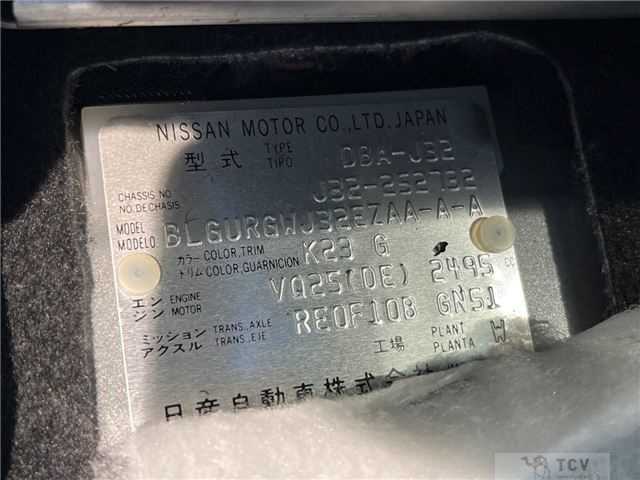 NISSAN MOTOR CO.,LTD.JAPAN
型式 TYPE TIPO DBA-J32
CHASSIS NO NO.DE CHASIS J32-252732
MODEL MODELO BLGURGWJ32EZAA-A-A
カラートリム COLOR,TRIM COLOR,GUARNICION K23 G
エンジン ENGINE MOTOR VQ25(DE) 2495 cc
ミッションアクスル TRANS.,AXLE TRANS.,EJE RE0F10B GN51
工場 PLANT PLANTA W
日産自動車株式会
TCV